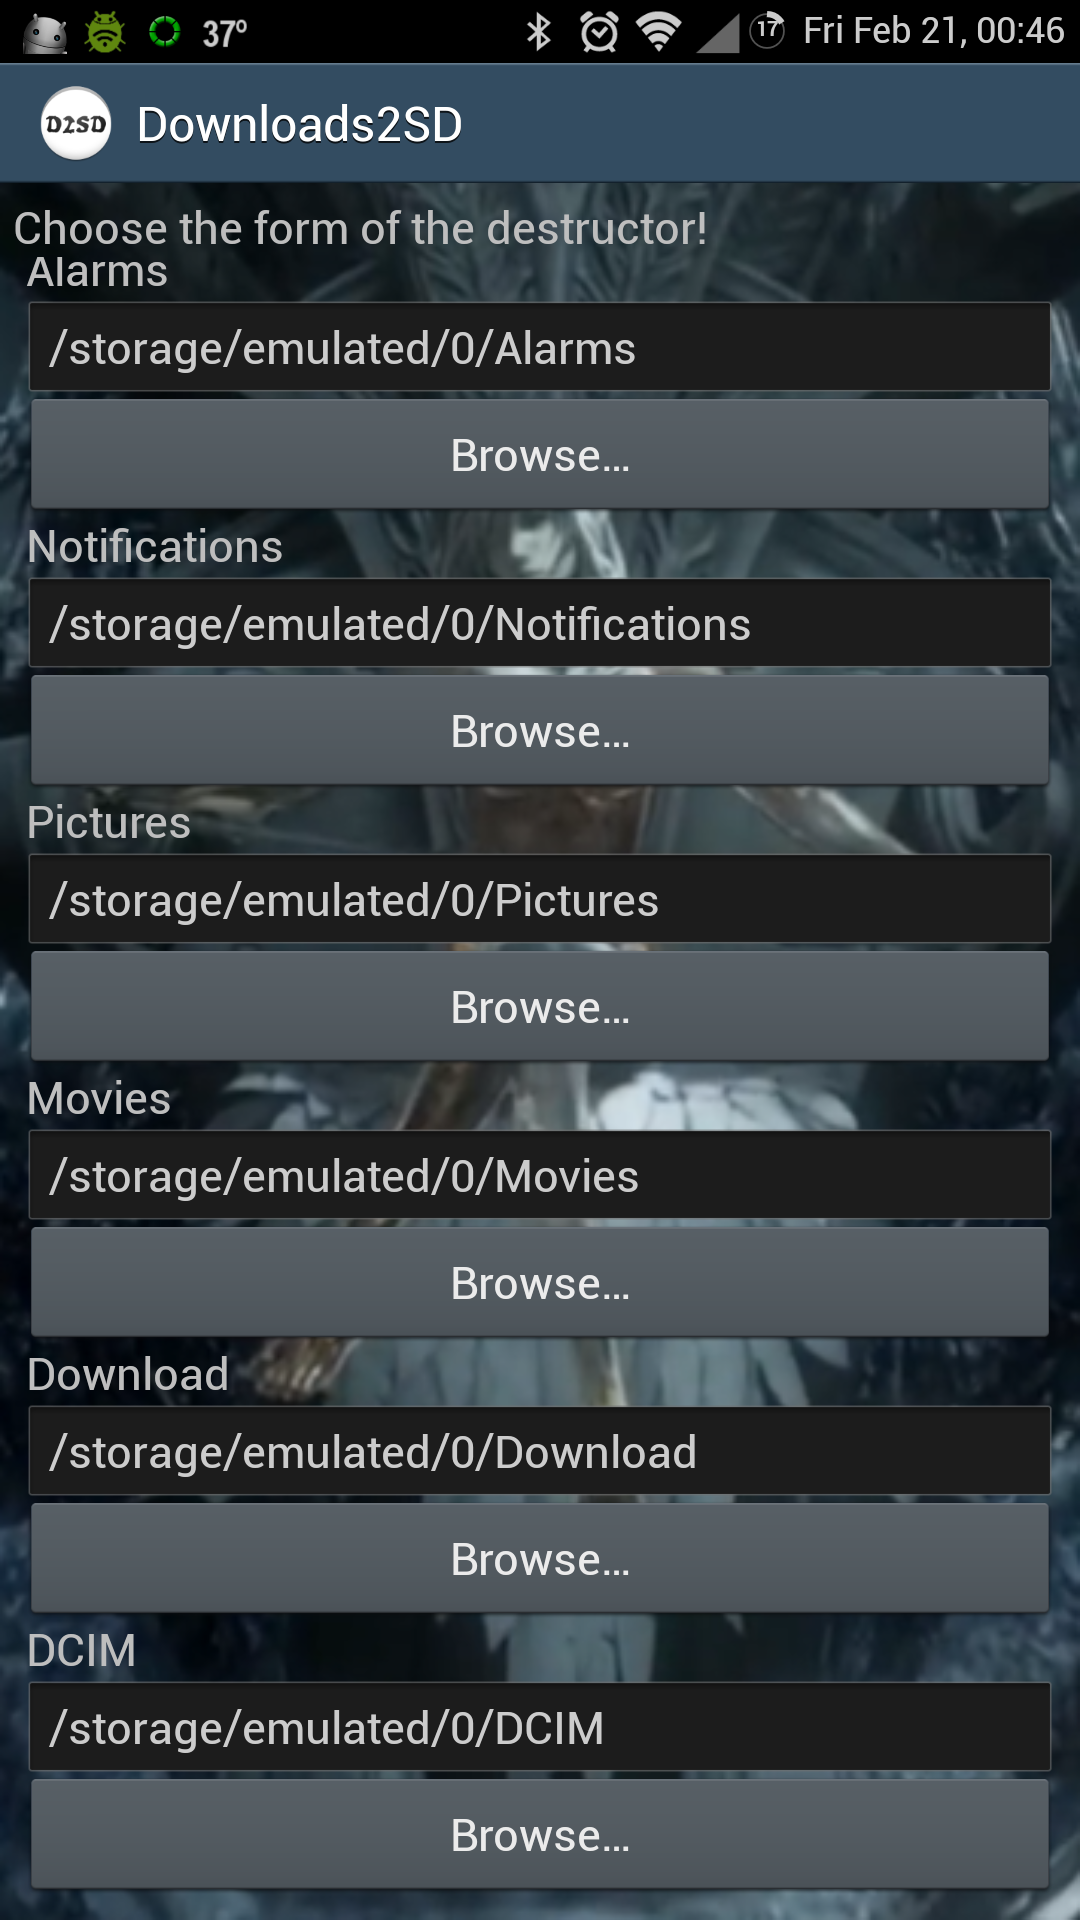 37º 17 Fri Feb 21, 00:46
D2SD Downloads2SD
Choose the form of the destructor!
Alarms
/storage/emulated/0/Alarms
Browse...
Notifications
/storage/emulated/0/Notifications
Browse...
Pictures
/storage/emulated/0/Pictures
Browse...
Movies
/storage/emulated/0/Movies
Browse...
Download
/storage/emulated/0/Download
Browse...
DCIM
/storage/emulated/0/DCIM
Browse...